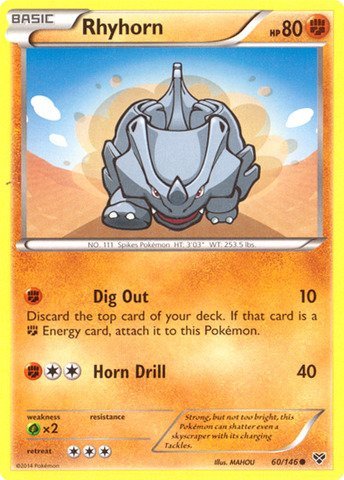 BASIC
Rhyhorn
HP80
NO. 111 Spikes Pokémon HT. 3'03" WT. 253.5 lbs.
Dig Out 10
Discard the top card of your deck. If that card is a
Energy card, attach it to this Pokémon.
Horn Drill 40
weakness resistance
×2
retreat
Strong, but not too bright, this
Pokémon can shatter even a
skyscraper with its charging
Tackles.
©2014 Pokémon
Illus. MAHOU
60/146
XY